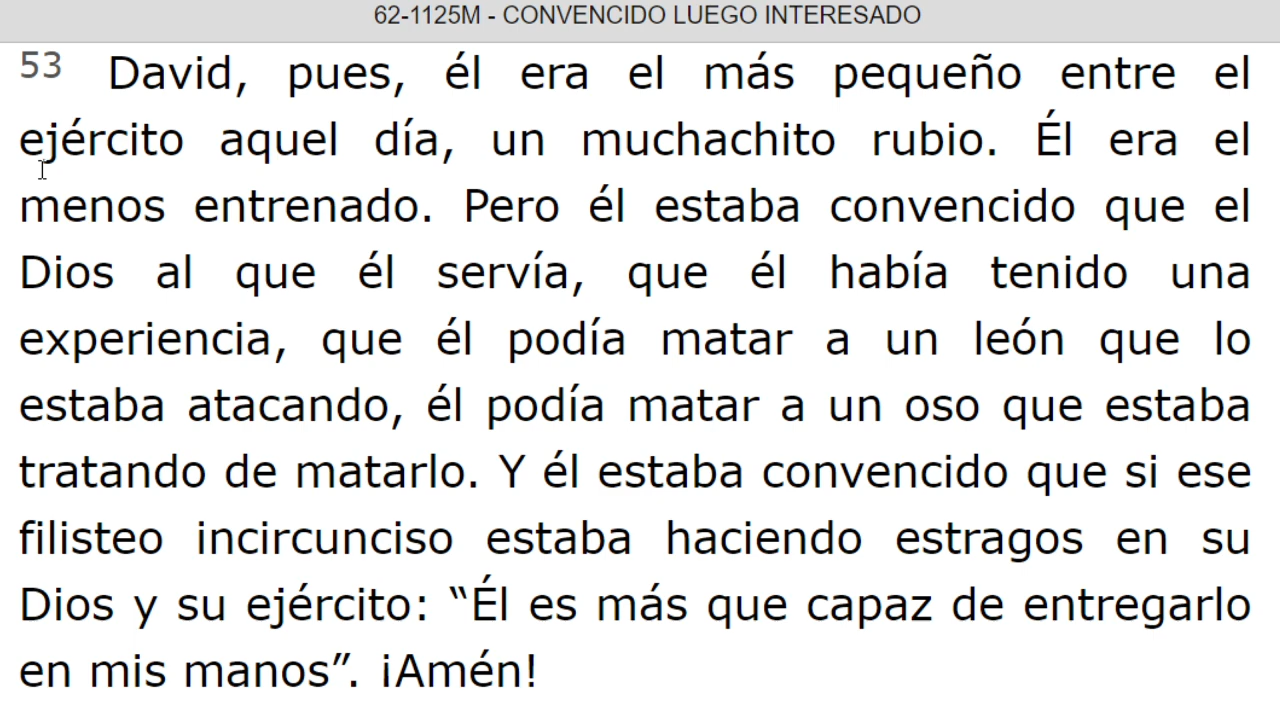 62-1125M - CONVENCIDO LUEGO INTERESADO
53 David, pues, él era el más pequeño entre el
ejército aquel día, un muchachito rubio. Él era el
menos entrenado. Pero él estaba convencido que el
Dios al que él servía, que él había tenido una
experiencia, que él podía matar a un león que lo
estaba atacando, él podía matar a un oso que estaba
tratando de matarlo. Y él estaba convencido que si ese
filisteo incircunciso estaba haciendo estragos en su
Dios y su ejército: “Él es más que capaz de entregarlo
en mis manos”. ¡Amén!